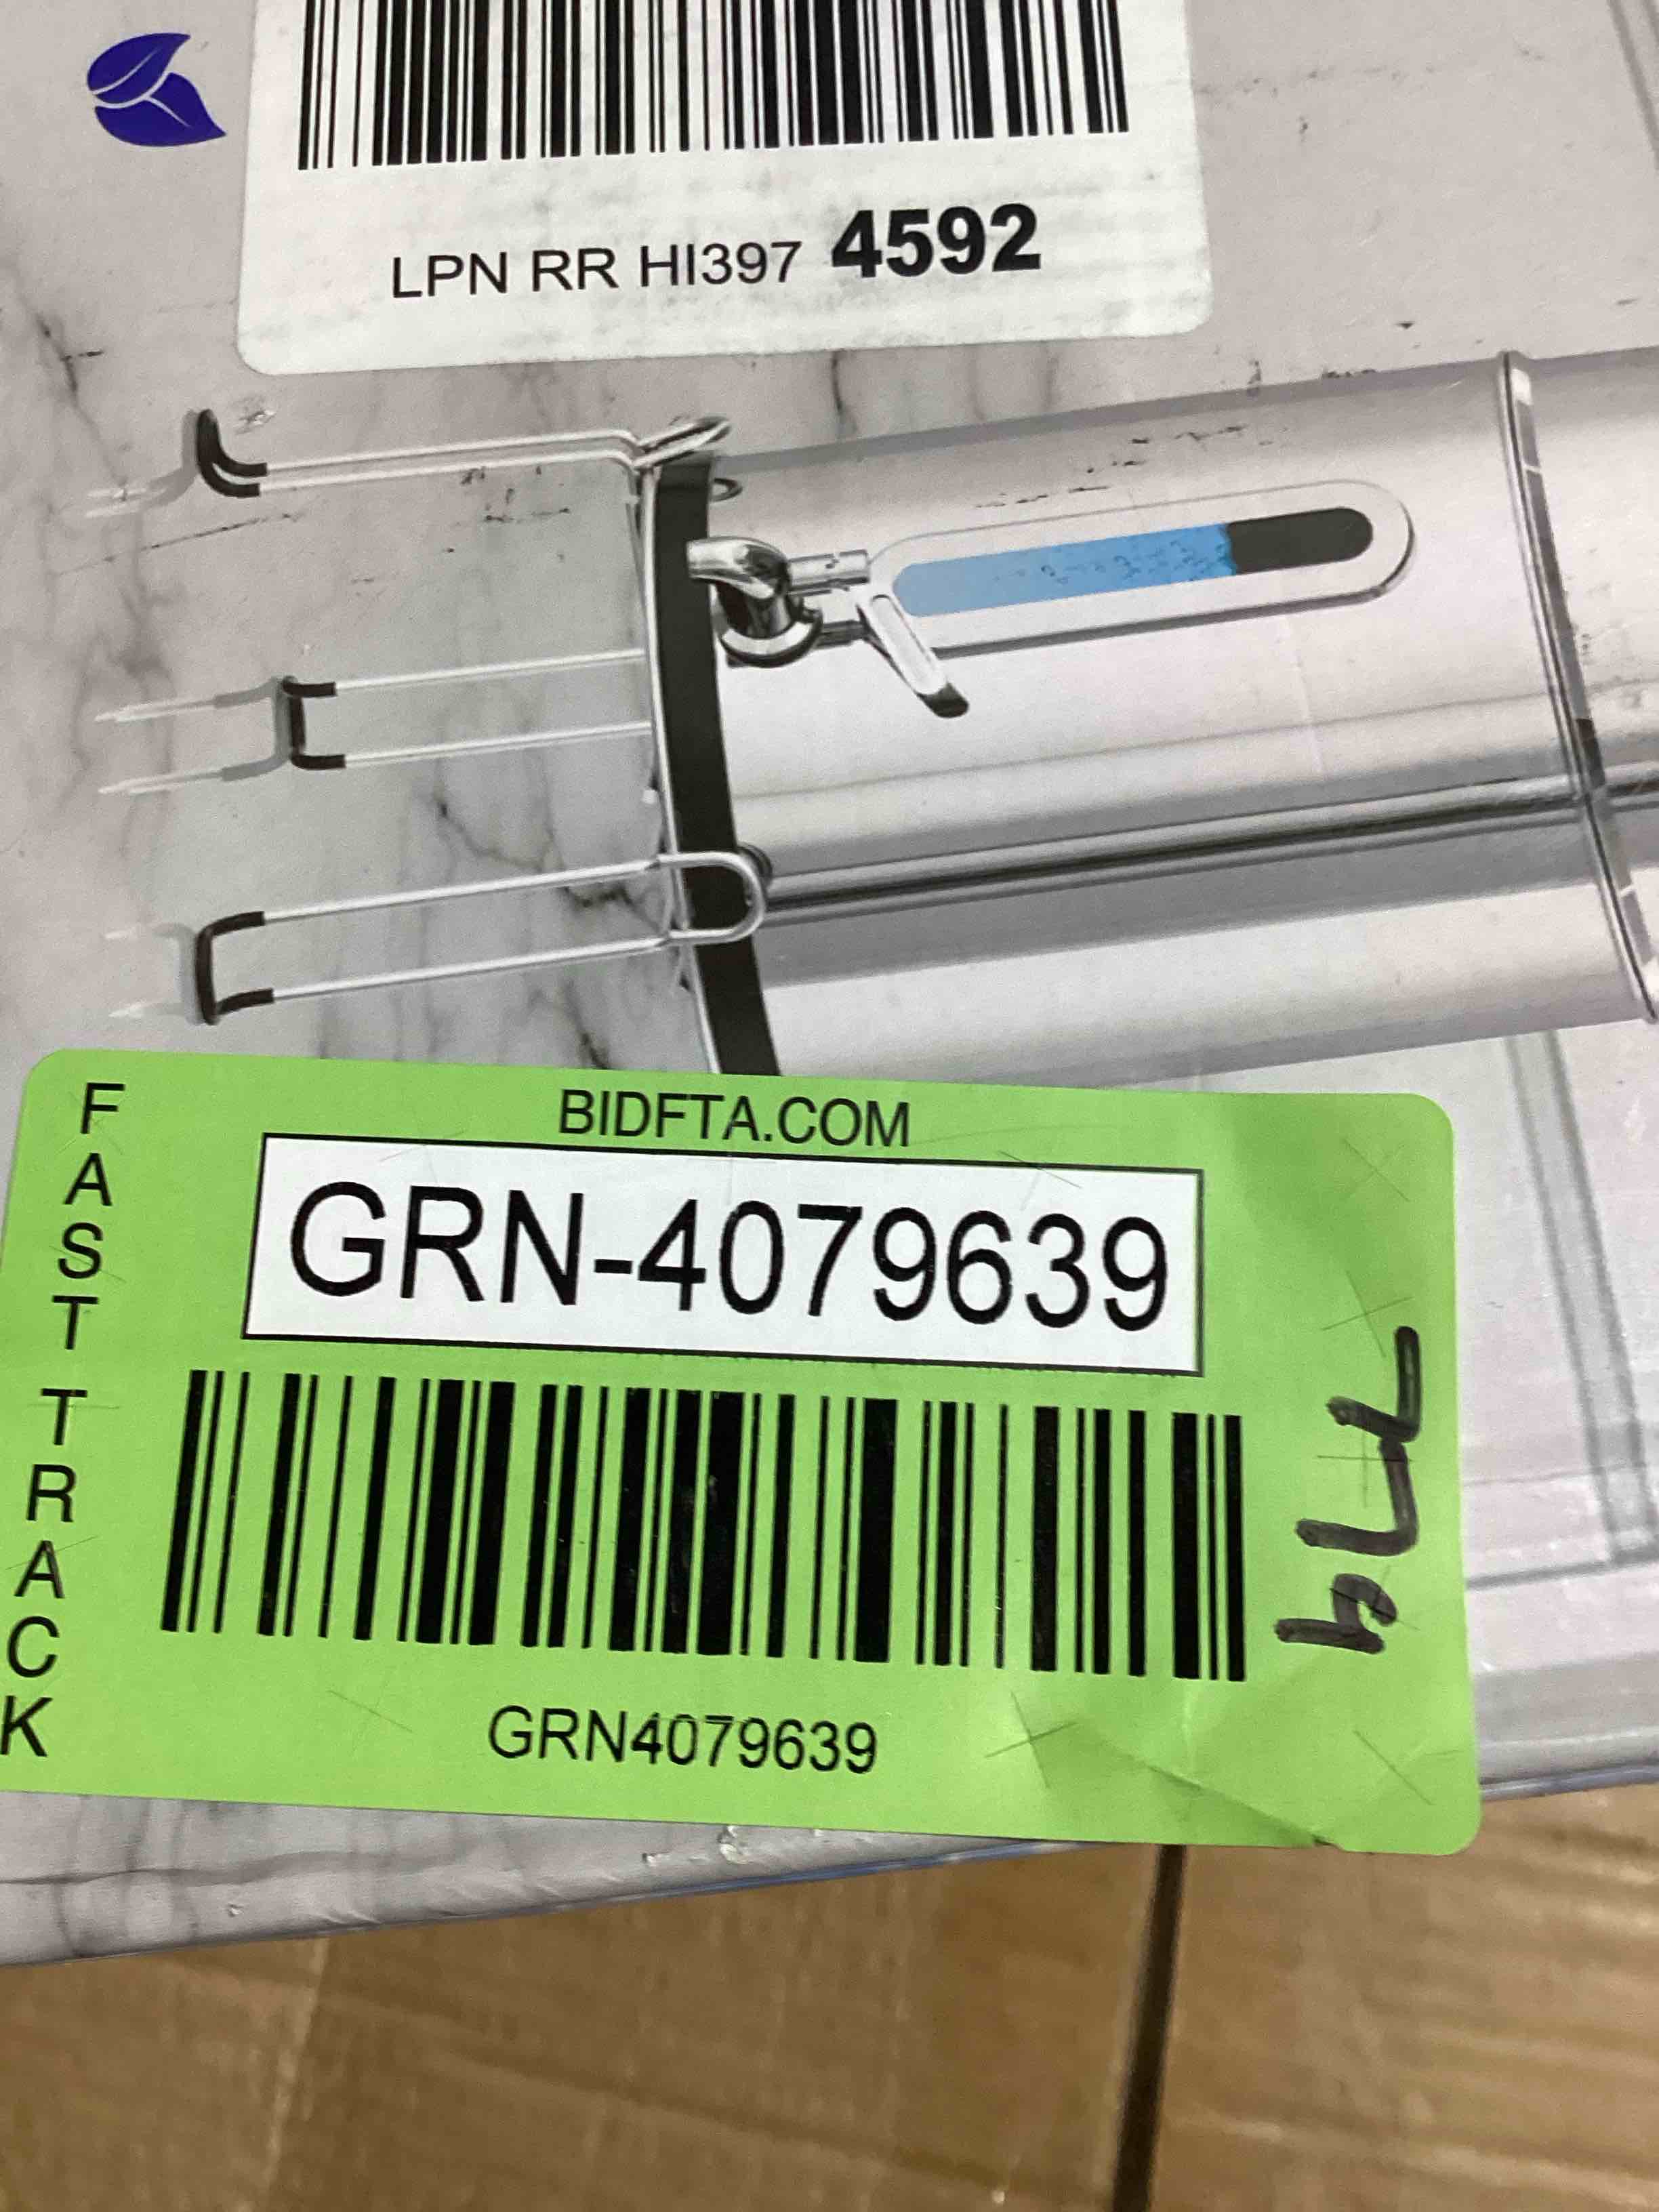 LPN RR HI397 4592
FAST TRACK
BIDFTA.COM
GRN-4079639
GRN4079639